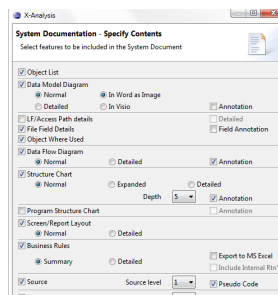 X-Analysis
System Documentation - Specify Contents
Select features to be included in the System Document
Object List
Data Model Diagram
Normal In Word as Image
Detailed In Visio Annotation
LF/Access Path details Detailed
File Field Details Field Annotation
Object Where Used
Data Flow Diagram
Normal Detailed Annotation
Structure Chart
Normal Expanded Detailed
Depth 5 Annotation
Program Structure Chart Annotation
Screen/Report Layout
Normal Detailed
Business Rules
Summary Detailed Export to MS Excel
Include Internal Rtn
Source Source level 1 Pseudo Code